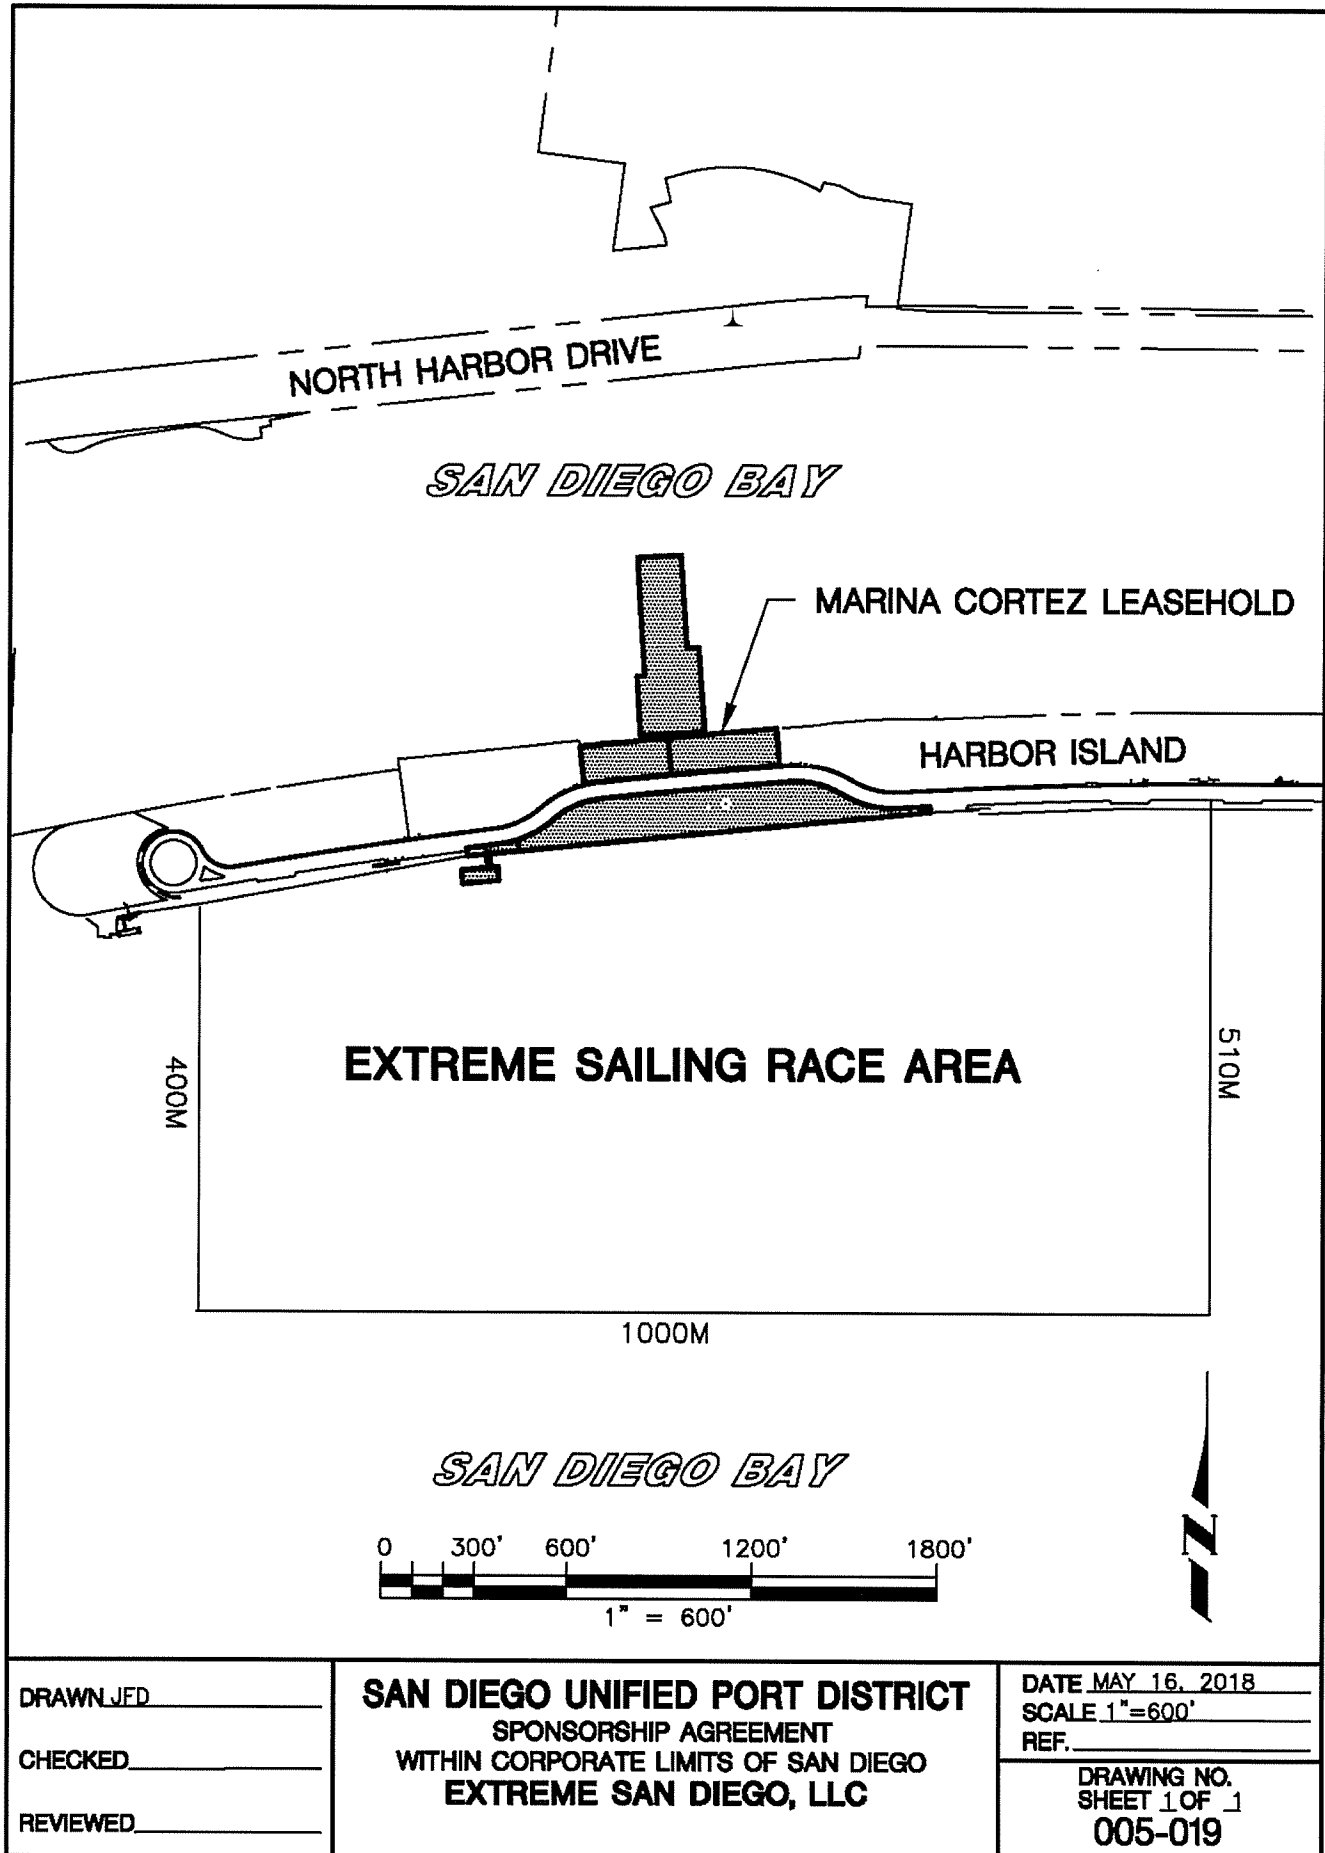 NORTH HARBOR DRIVE
SAN DIEGO BAY
MARINA CORTEZ LEASEHOLD
HARBOR ISLAND
EXTREME SAILING RACE AREA
400M
510M
1000M
SAN DIEGO BAY
N
0 300' 600' 1200' 1800'
1" = 600'
DRAWN JFD
CHECKED
REVIEWED
SAN DIEGO UNIFIED PORT DISTRICT
SPONSORSHIP AGREEMENT
WITHIN CORPORATE LIMITS OF SAN DIEGO
EXTREME SAN DIEGO, LLC
DATE MAY 16, 2018
SCALE 1"=600'
REF.
DRAWING NO.
SHEET 1 OF 1
005-019